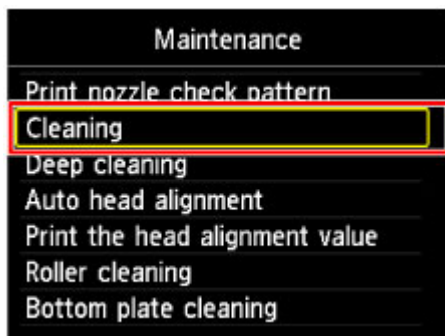 Maintenance
Print nozzle check pattern
Cleaning
Deep cleaning
Auto head alignment
Print the head alignment value
Roller cleaning
Bottom plate cleaning